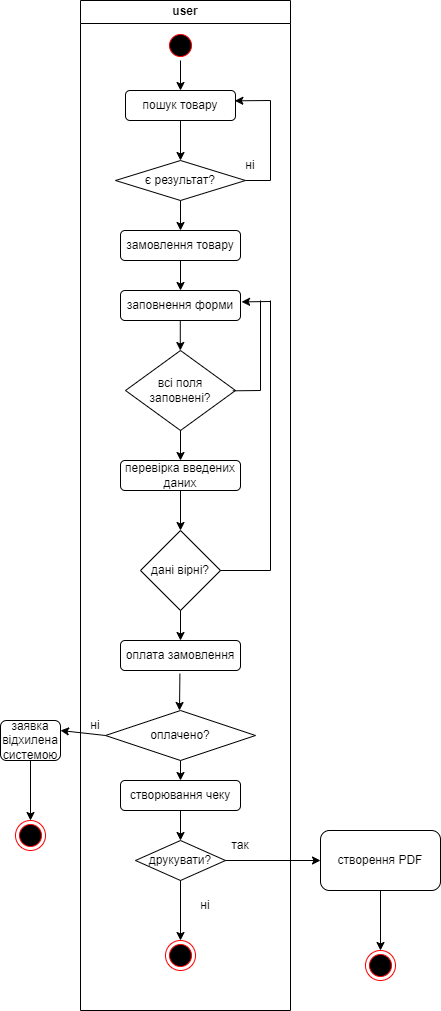 user
пошук товару
ні
є результат?
замовлення товару
заповнення форми
всі поля
заповнені?
перевірка введених
даних
дані вірні?
оплата замовлення
ні
заявка
відхилена
системою
оплачено?
створювання чеку
так
друкувати?
створення PDF
ні